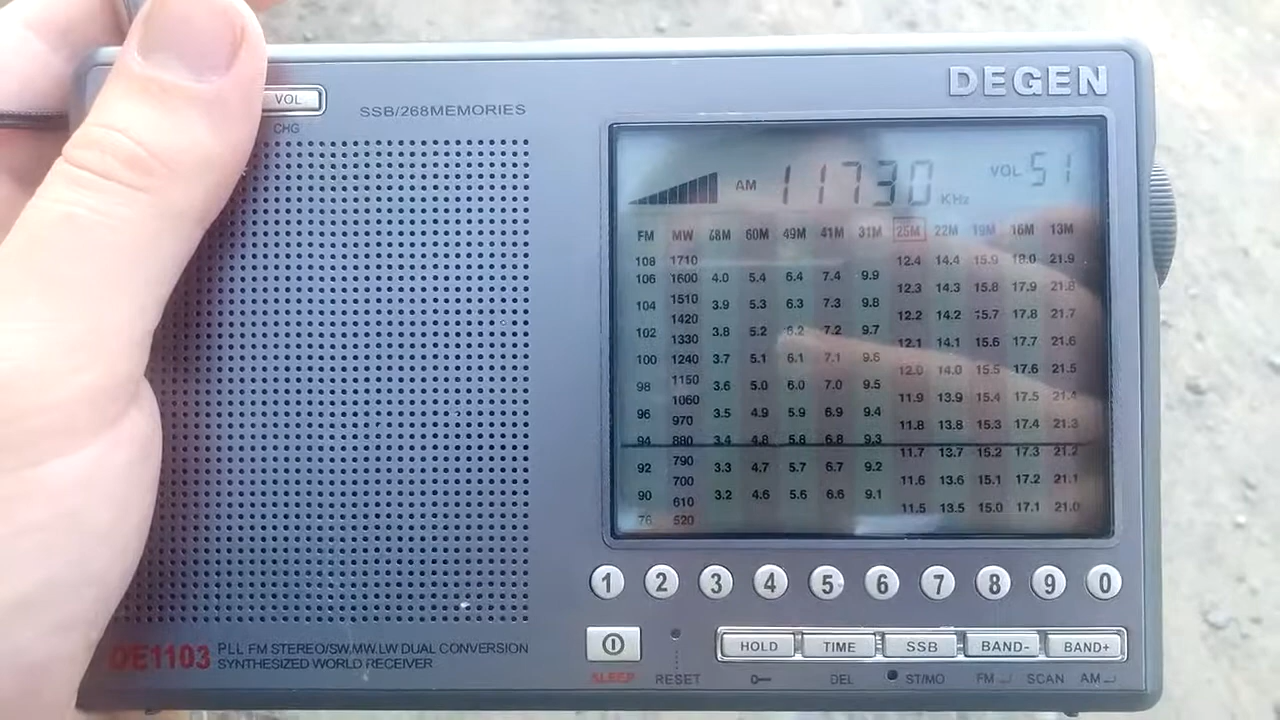 DEGEN
VOL
SSB/268MEMORIES
CHG
AM 11730 KHz VOL 51
FM MW 68M 60M 49M 41M 31M 25M 22M 19M 16M 13M
108 1710 12.4 14.4 15.9 18.0 21.9
106 1600 4.0 5.4 6.4 7.4 9.9
1510 12.3 14.3 15.8 17.9 21.8
104 3.9 5.3 6.3 7.3 9.8
1420 12.2 14.2 15.7 17.8 21.7
102 3.8 5.2 6.2 7.2 9.7
1330 12.1 14.1 15.6 17.7 21.6
100 1240 3.7 5.1 6.1 7.1 9.6
12.0 14.0 15.5 17.6 21.5
98 1150 3.6 5.0 6.0 7.0 9.5
1060 11.9 13.9 15.4 17.5 21.4
96 3.5 4.9 5.9 6.9 9.4
970 11.8 13.8 15.3 17.4 21.3
94 880 3.4 4.8 5.8 6.8 9.3
11.7 13.7 15.2 17.3 21.2
92 790 3.3 4.7 5.7 6.7 9.2
700 11.6 13.6 15.1 17.2 21.1
90 610 3.2 4.6 5.6 6.6 9.1
11.5 13.5 15.0 17.1 21.0
76 520
1 2 3 4 5 6 7 8 9 0
HOLD TIME SSB BAND- BAND+
SLEEP RESET DEL ST/MO FM SCAN AM
DE1103 PLL FM STEREO/SW.MW.LW DUAL CONVERSION
SYNTHESIZED WORLD RECEIVER